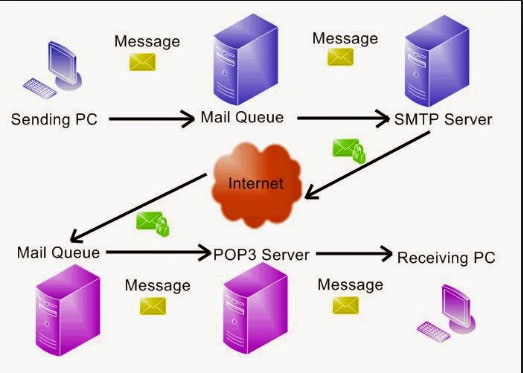 Message
Message
Sending PC
Mail Queue
SMTP Server
Internet
Mail Queue
POP3 Server
Receiving PC
Message
Message